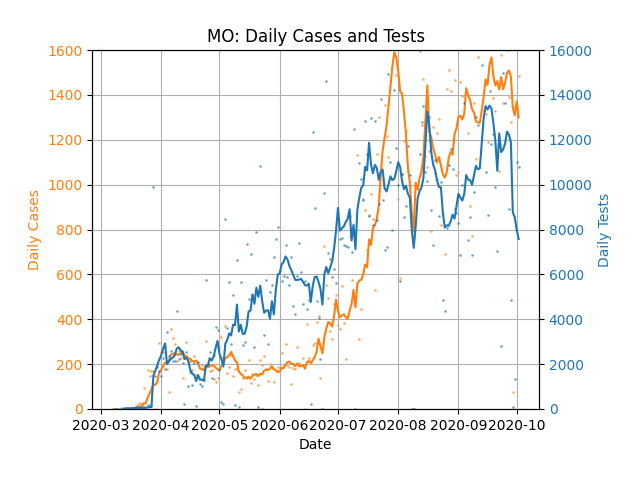 MO: Daily Cases and Tests
1600 16000
1400 14000
1200 12000
1000 10000
800 8000
600 6000
400 4000
200 2000
0 0
Daily Cases
Daily Tests
2020-03 2020-04 2020-05 2020-06 2020-07 2020-08 2020-09 2020-10
Date